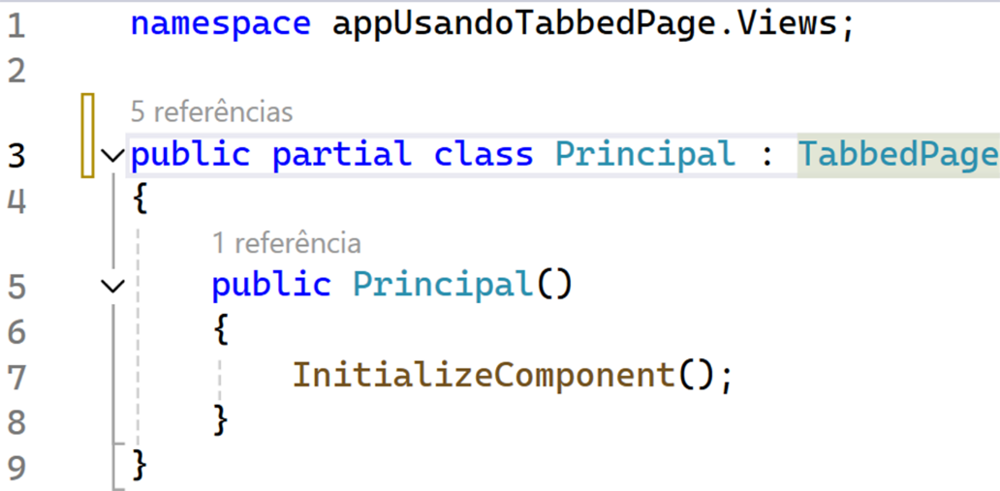 1 namespace appUsandoTabbedPage.Views;
2
5 referências
3 public partial class Principal : TabbedPage
4 {
1 referência
5 public Principal()
6 {
7 InitializeComponent();
8 }
9 }